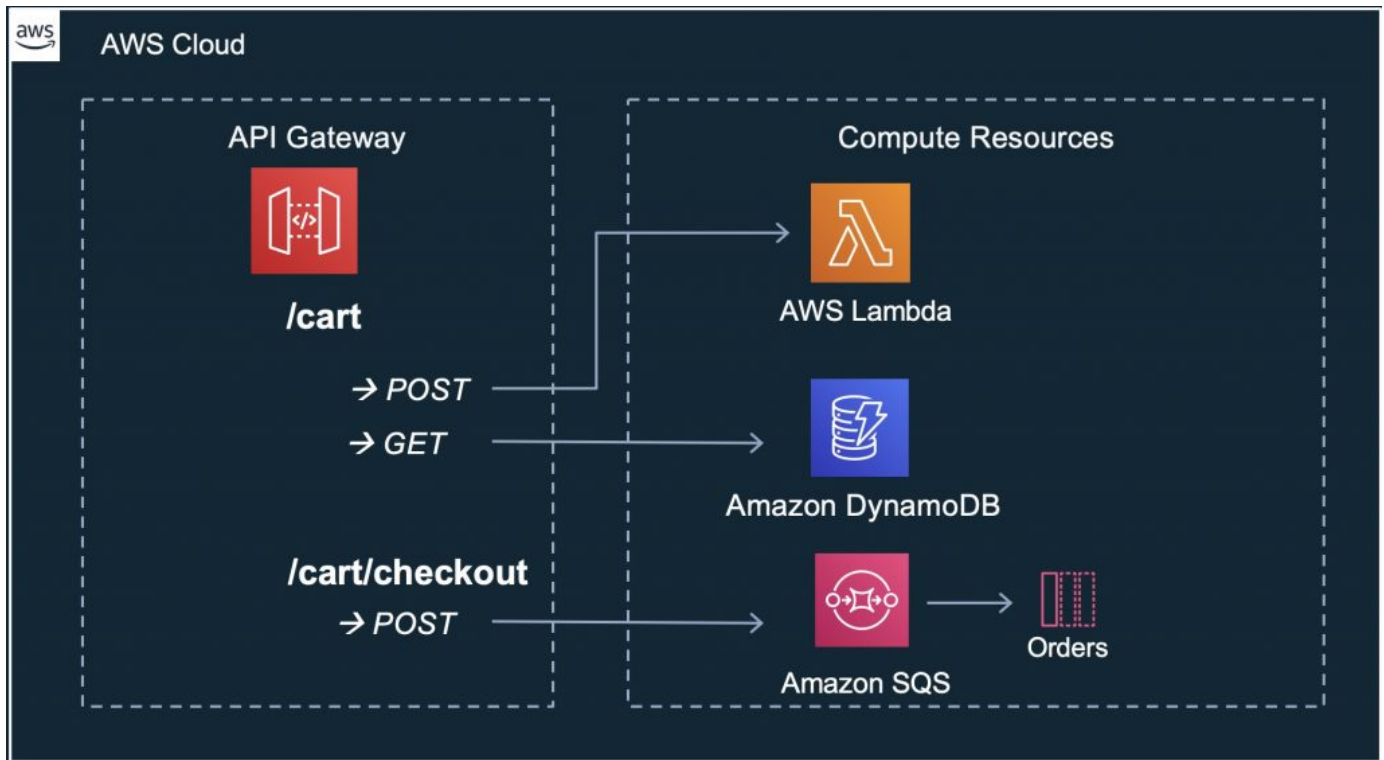 aws
AWS Cloud
API Gateway
</>
/cart
→ POST
→ GET
/cart/checkout
→ POST
Compute Resources
AWS Lambda
Amazon DynamoDB
Amazon SQS
Orders